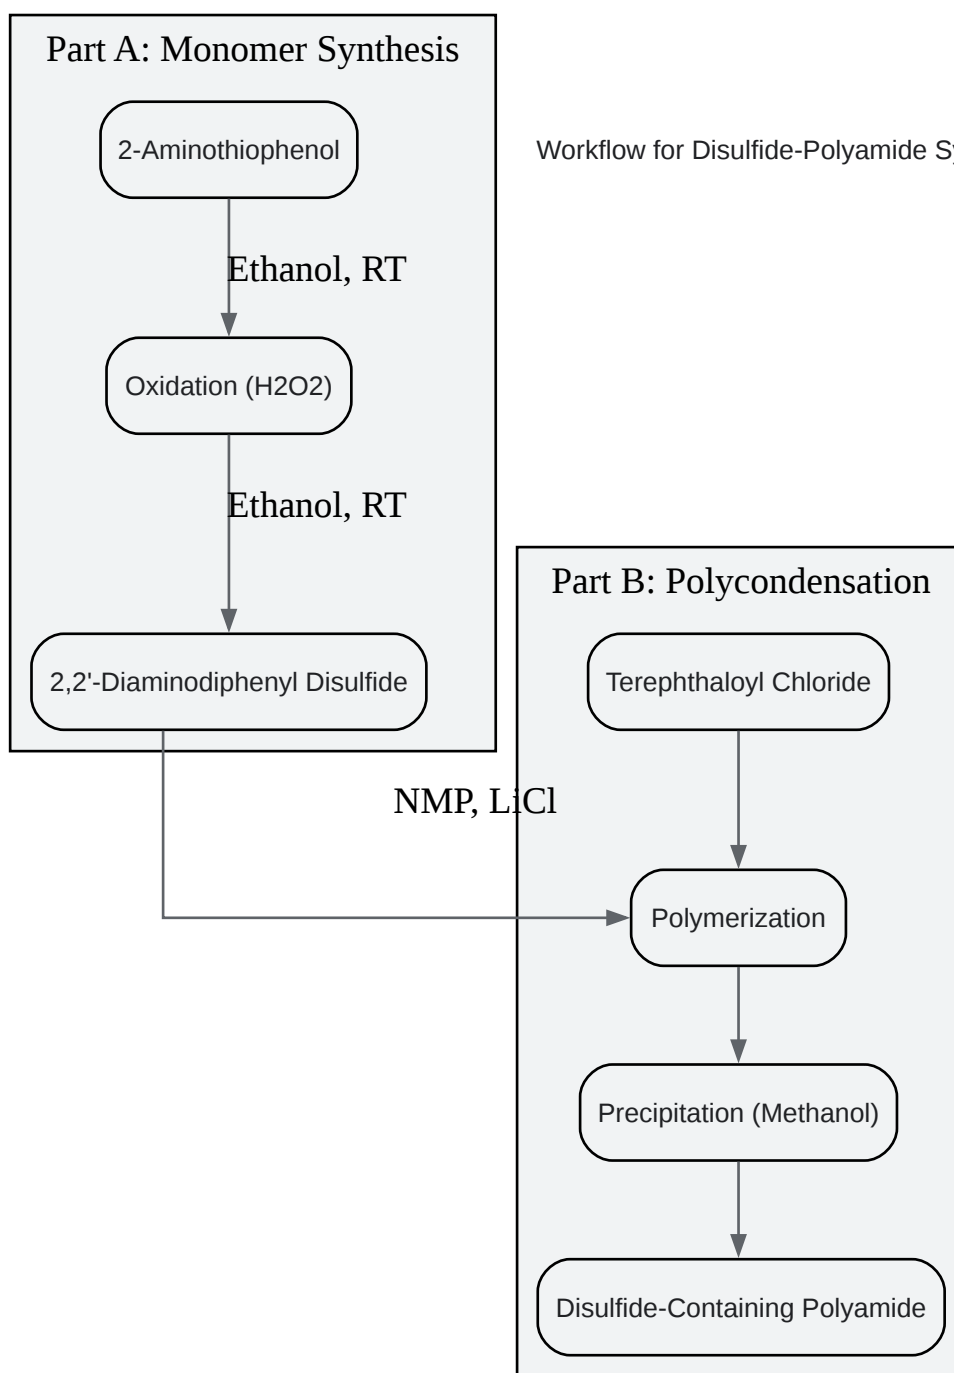 Part A: Monomer Synthesis
2-Aminothiophenol
Workflow for Disulfide-Polyamide
Ethanol, RT
Oxidation (H2O2)
Ethanol, RT
2,2'-Diaminodiphenyl Disulfide
Part B: Polycondensation
Terephthaloyl Chloride
NMP, LiCl
Polymerization
Precipitation (Methanol)
Disulfide-Containing Polyamide